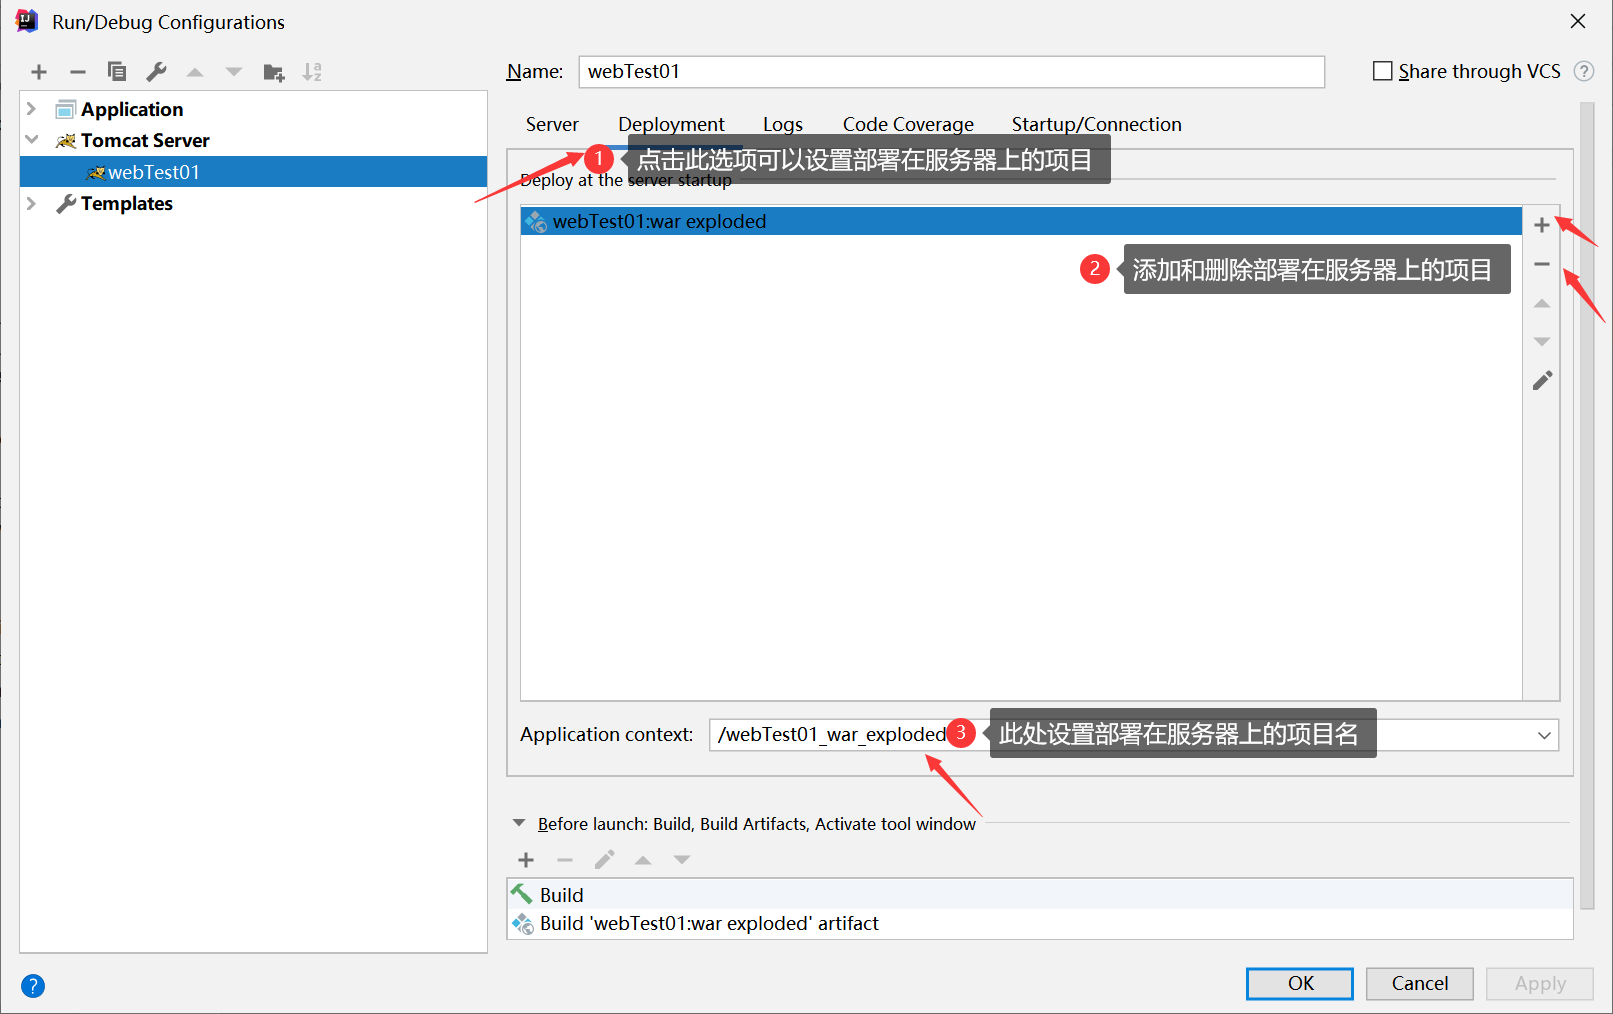 Run/Debug Configurations
Name: webTest01
Share through VCS
?
Application
Tomcat Server
webTest01
Templates
Server Deployment Logs Code Coverage Startup/Connection
1 点击此选项可以设置部署在服务器上的项目
Deploy at the server startup
webTest01:war exploded
2 添加和删除部署在服务器上的项目
Application context: /webTest01_war_exploded
3 此处设置部署在服务器上的项目名
Before launch: Build, Build Artifacts, Activate tool window
Build
Build 'webTest01:war exploded' artifact
?
OK Cancel Apply